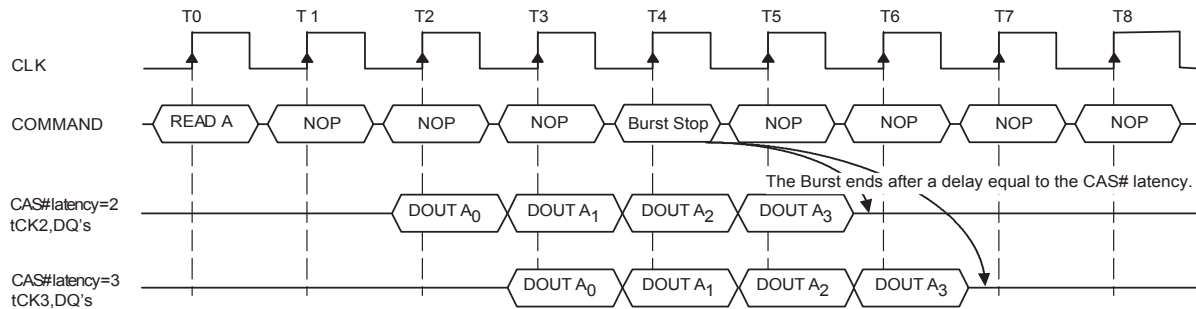 T0 T 1 T2 T3 T4 T5 T6 T7 T8
CLK
COMMAND READ A NOP NOP NOP Burst Stop NOP NOP NOP NOP
The Burst ends after a delay equal to the CAS# latency.
CAS# latency=2
tCK2,DQ's
DOUT A0 DOUT A1 DOUT A2 DOUT A3
CAS# latency=3
tCK3,DQ's
DOUT A0 DOUT A1 DOUT A2 DOUT A3